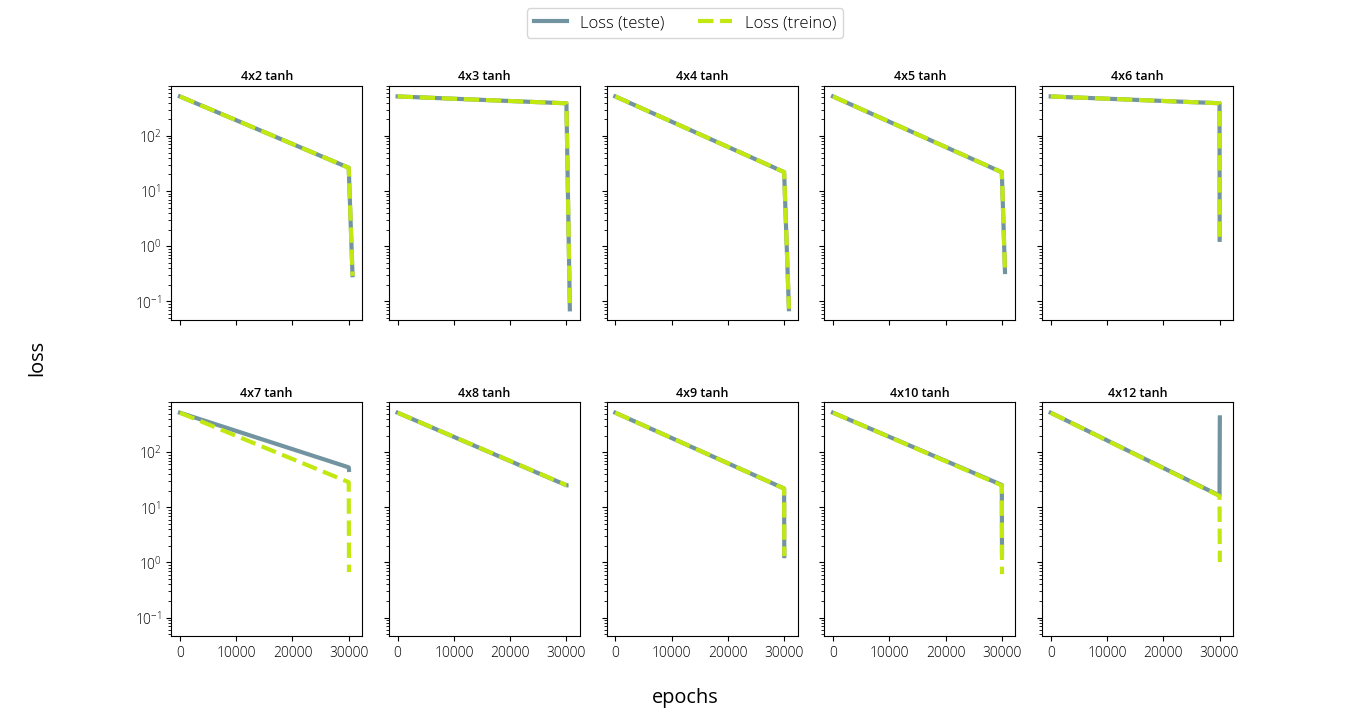 Loss (teste) Loss (treino)
4x2 tanh 4x3 tanh 4x4 tanh 4x5 tanh 4x6 tanh
10²
10¹
10⁰
10⁻¹
loss
4x7 tanh 4x8 tanh 4x9 tanh 4x10 tanh 4x12 tanh
10²
10¹
10⁰
10⁻¹
0 10000 20000 30000 0 10000 20000 30000 0 10000 20000 30000 0 10000 20000 30000 0 10000 20000 30000
epochs